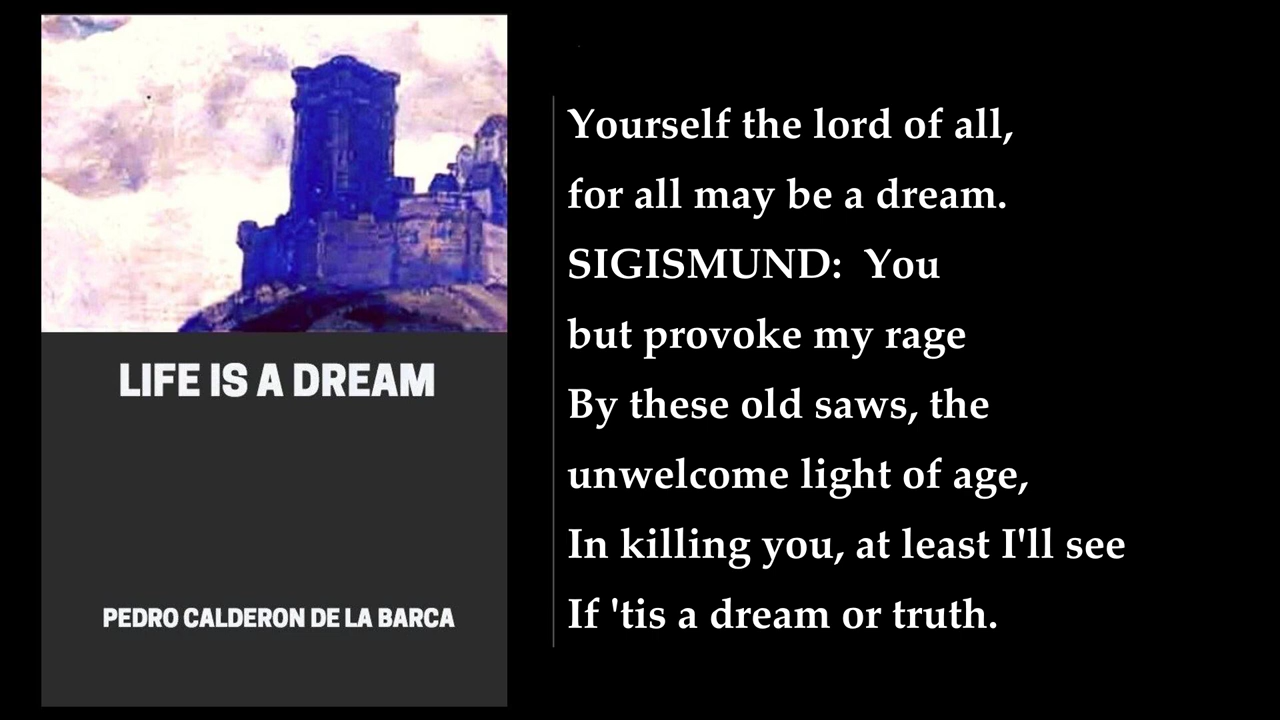 LIFE IS A DREAM
PEDRO CALDERON DE LA BARCA
Yourself the lord of all,
for all may be a dream.
SIGISMUND:  You
but provoke my rage
By these old saws, the
unwelcome light of age,
In killing you, at least I'll see
If 'tis a dream or truth.